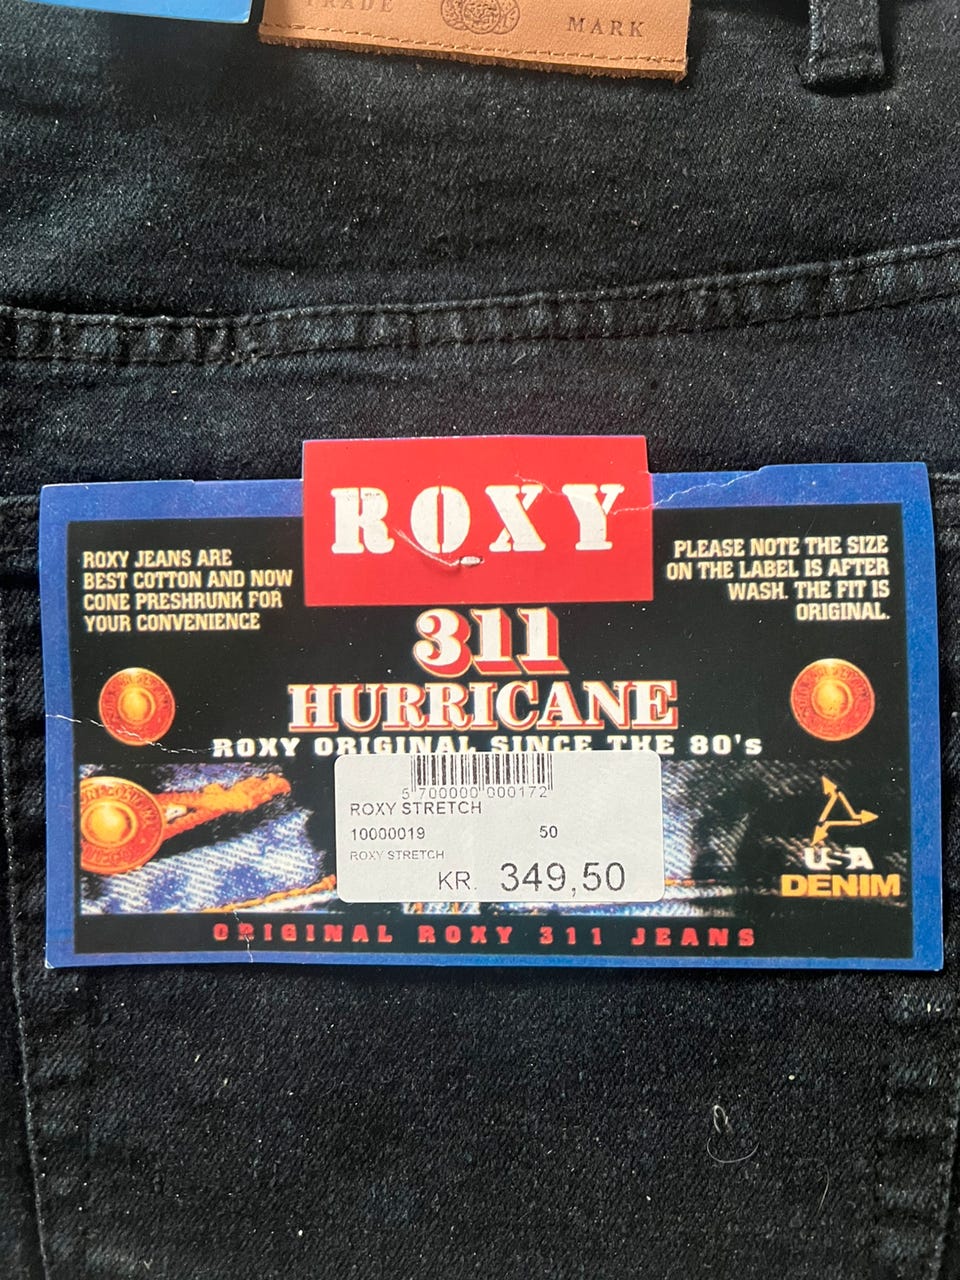 TRADE
MARK
ROXY
ROXY JEANS ARE
BEST COTTON AND NOW
CONE PRESHRUNK FOR
YOUR CONVENIENCE
PLEASE NOTE THE SIZE
ON THE LABEL IS AFTER
WASH. THE FIT IS
ORIGINAL.
311
HURRICANE
ROXY ORIGINAL SINCE THE 80's
5 700000 000172
ROXY STRETCH
10000019 50
ROXY STRETCH
KR. 349,50
USA
DENIM
ORIGINAL ROXY 311 JEANS